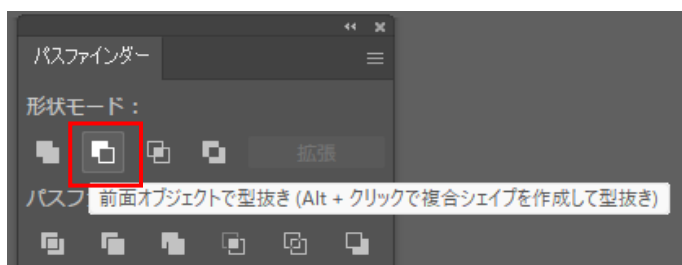 パスファインダー
形状モード：
拡張
パスフ
前面オブジェクトで型抜き (Alt + クリックで複合シェイプを作成して型抜き)